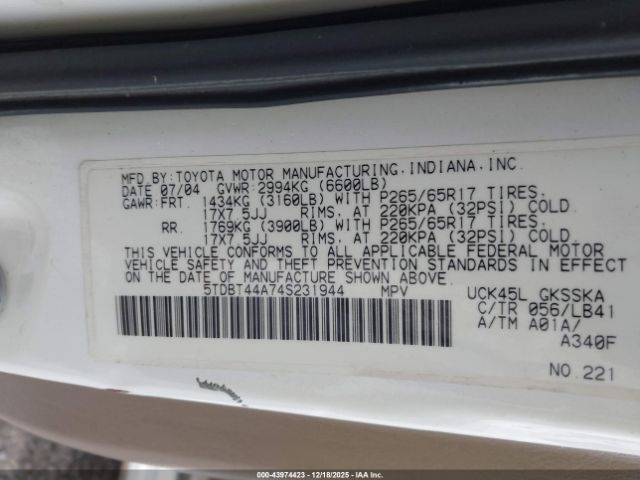 MFD.BY:TOYOTA MOTOR MANUFACTURING,INDIANA,INC.
DATE 07/04 GVWR:2994KG (6600LB)
GAWR:FRT. 1434KG (3160LB) WITH P265/65R17 TIRES,
17X7.5JJ RIMS, AT 220KPA (32PSI) COLD.
RR. 1769KG (3900LB) WITH P265/65R17 TIRES,
17X7.5JJ RIMS, AT 220KPA (32PSI) COLD.
THIS VEHICLE CONFORMS TO ALL APPLICABLE FEDERAL MOTOR
VEHICLE SAFETY AND THEFT PREVENTION STANDARDS IN EFFECT
ON THE DATE OF MANUFACTURE SHOWN ABOVE.
5TDBT44A74S231944 MPV UCK45L GKSSKA
C/TR 056/LB41
A/TM A01A/
A340F
NO.221
000-43974423 - 12/18/2025 - IAA, Inc.